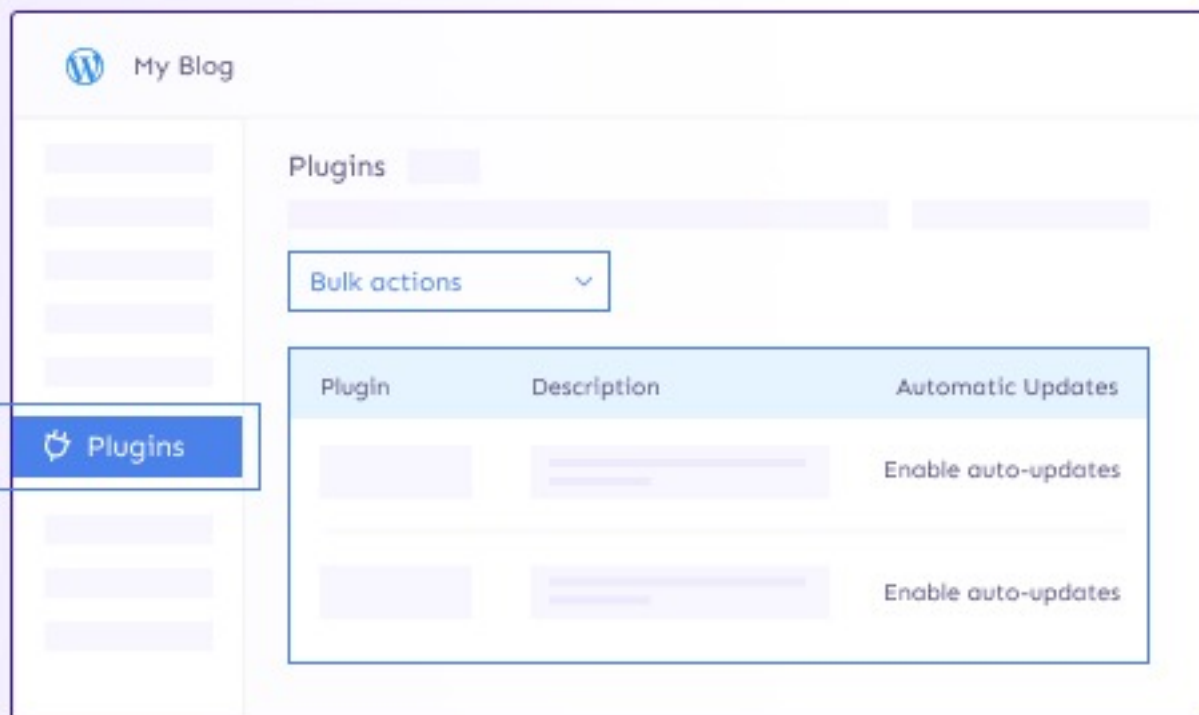 My Blog
Plugins
Bulk actions
Plugin Description Automatic Updates
Plugins
Enable auto-updates
Enable auto-updates